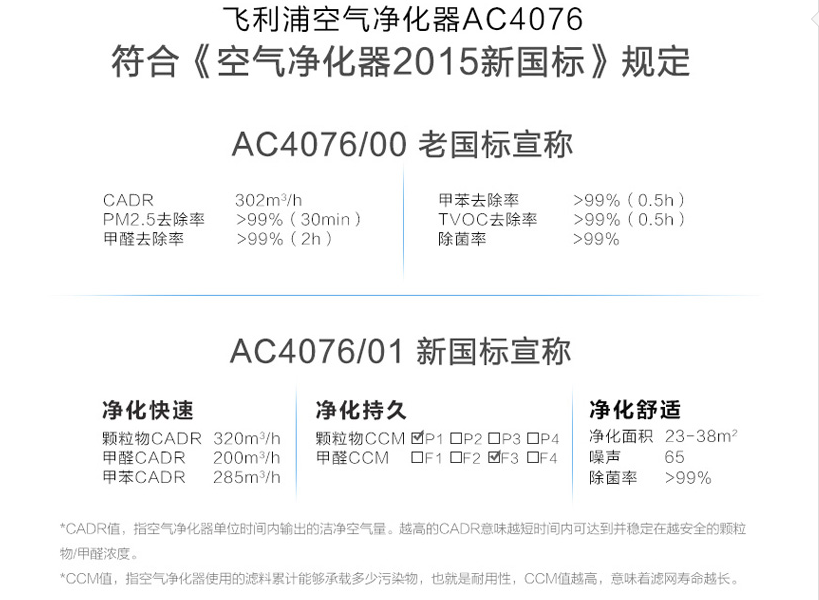 飞利浦空气净化器AC4076
符合《空气净化器2015新国标》规定
AC4076/00 老国标宣称
CADR 302m³/h
PM2.5去除率 >99%（30min）
甲醛去除率 >99%（2h）
甲苯去除率 >99%（0.5h）
TVOC去除率 >99%（0.5h）
除菌率 >99%
AC4076/01 新国标宣称
净化快速
颗粒物CADR 320m³/h
甲醛CADR 200m³/h
甲苯CADR 285m³/h
净化持久
颗粒物CCM ☑P1 □P2 □P3 □P4
甲醛CCM □F1 □F2 ☑F3 □F4
净化舒适
净化面积 23-38m²
噪声 65
除菌率 >99%
*CADR值，指空气净化器单位时间内输出的洁净空气量。越高的CADR意味越短时间内可达到并稳定在越安全的颗粒
物/甲醛浓度。
*CCM值，指空气净化器使用的滤料累计能够承载多少污染物，也就是耐用性，CCM值越高，意味着滤网寿命越长。